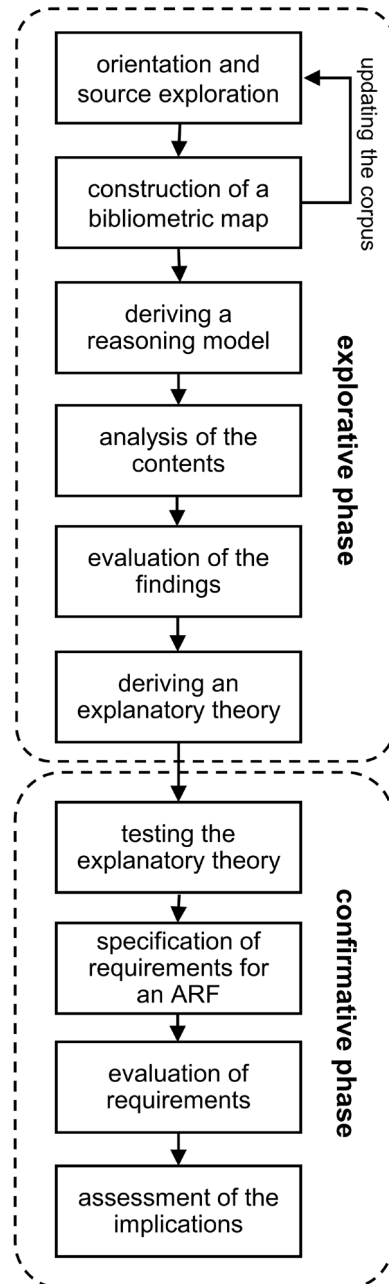 orientation and
source exploration
updating the corpus
construction of a
bibliometric map
deriving a
reasoning model
explorative phase
analysis of the
contents
evaluation of the
findings
deriving an
explanatory theory
testing the
explanatory theory
confirmative phase
specification of
requirements for
an ARF
evaluation of
requirements
assessment of the
implications